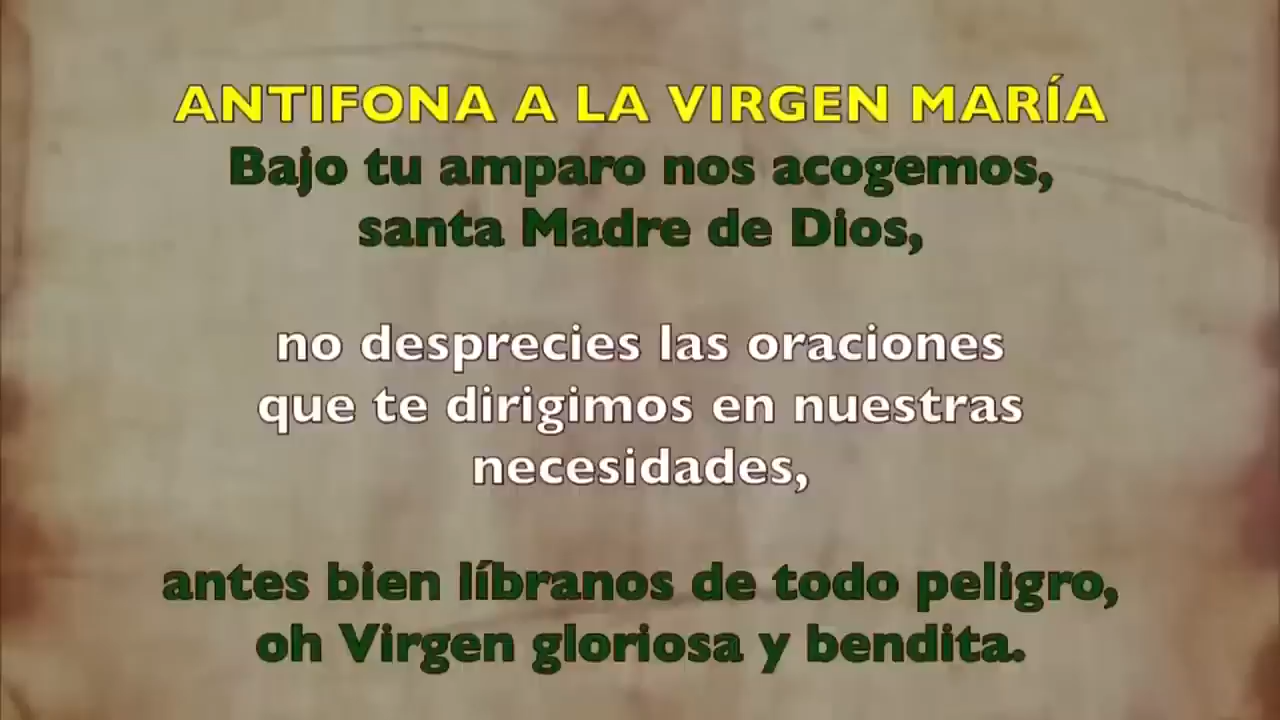 ANTIFONA A LA VIRGEN MARÍA
Bajo tu amparo nos acogemos,
santa Madre de Dios,
no desprecies las oraciones
que te dirigimos en nuestras
necesidades,
antes bien líbranos de todo peligro,
oh Virgen gloriosa y bendita.